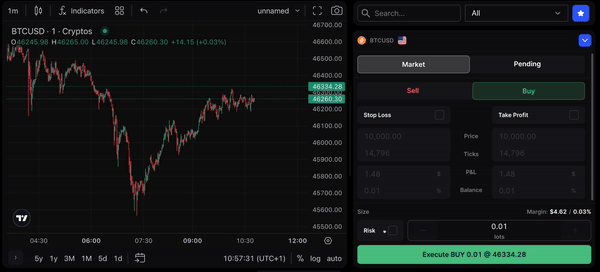 1m Indicators unnamed
BTCUSD · 1 · Cryptos
O46245.98 H46265.00 L46245.98 C46260.30 +14.15 (+0.03%)
46700.00
46600.00
46500.00
46400.00
46334.28
46260.30
46200.00
46100.00
46000.00
45900.00
45800.00
45700.00
45600.00
45500.00
04:30 06:00 07:30 09:00 10:30 12:00
5y 1y 3M 1M 5d 1d 10:57:31 (UTC+1) % log auto
Search... All
BTCUSD
Market Pending
Sell Buy
Stop Loss Take Profit
10,000.00 Price 10,000.00
14,796 Ticks 14,796
1.48 $ P&L 1.48 $
0.01 % Balance 0.01 %
Size Margin: $4.62 / 0.03%
Risk 0.01
lots
Execute BUY 0.01 @ 46334.28